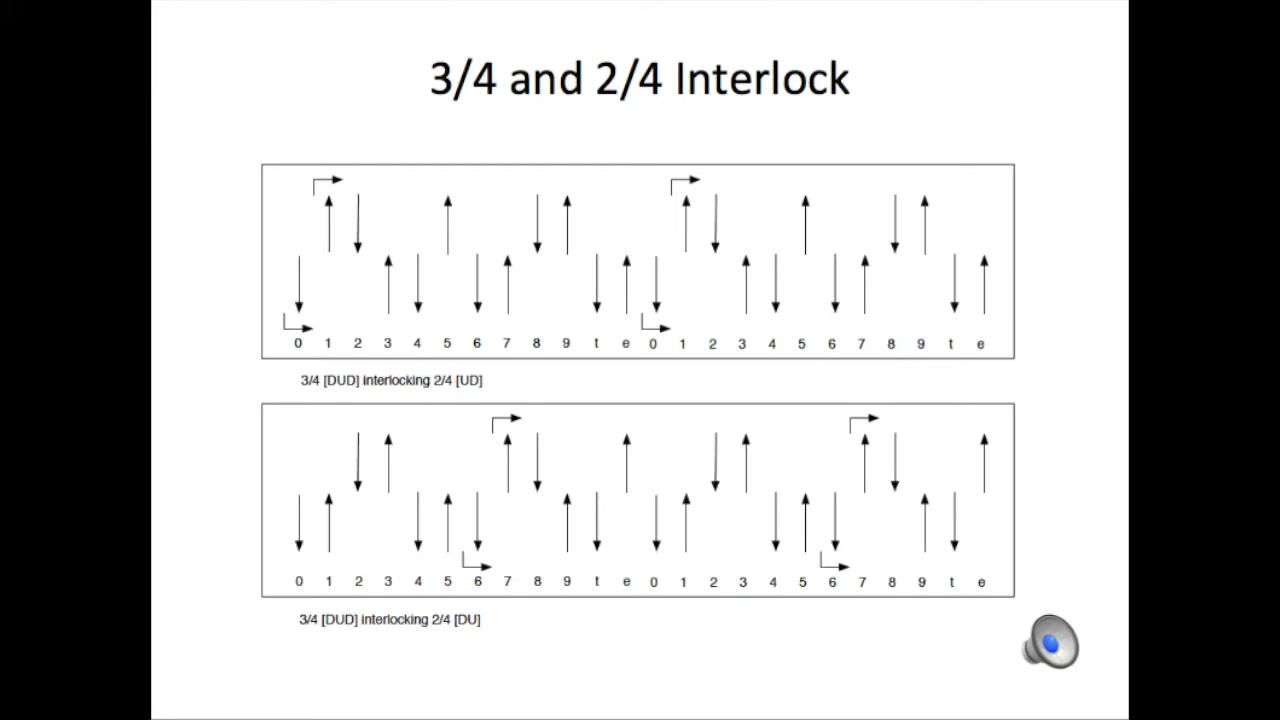 3/4 and 2/4 Interlock
0 1 2 3 4 5 6 7 8 9 t e 0 1 2 3 4 5 6 7 8 9 t e
3/4 [DUD] interlocking 2/4 [UD]
0 1 2 3 4 5 6 7 8 9 t e 0 1 2 3 4 5 6 7 8 9 t e
3/4 [DUD] interlocking 2/4 [DU]